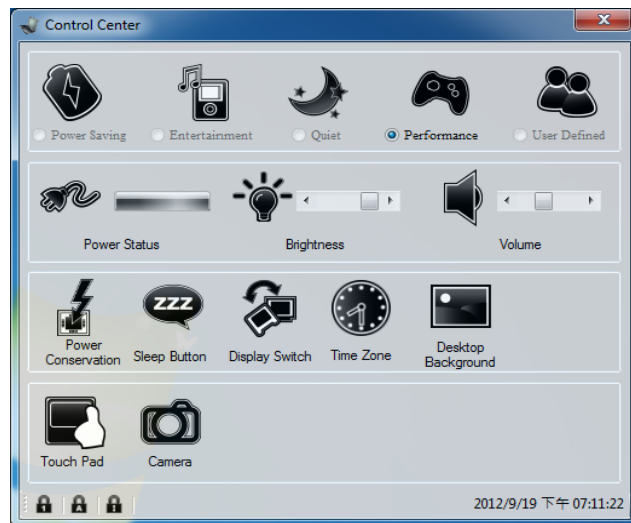 Control Center
Power Saving Entertainment Quiet Performance User Defined
Power Status Brightness Volume
ZZZ
Power Conservation Sleep Button Display Switch Time Zone Desktop Background
Touch Pad Camera
1 A
2012/9/19 下午 07:11:22